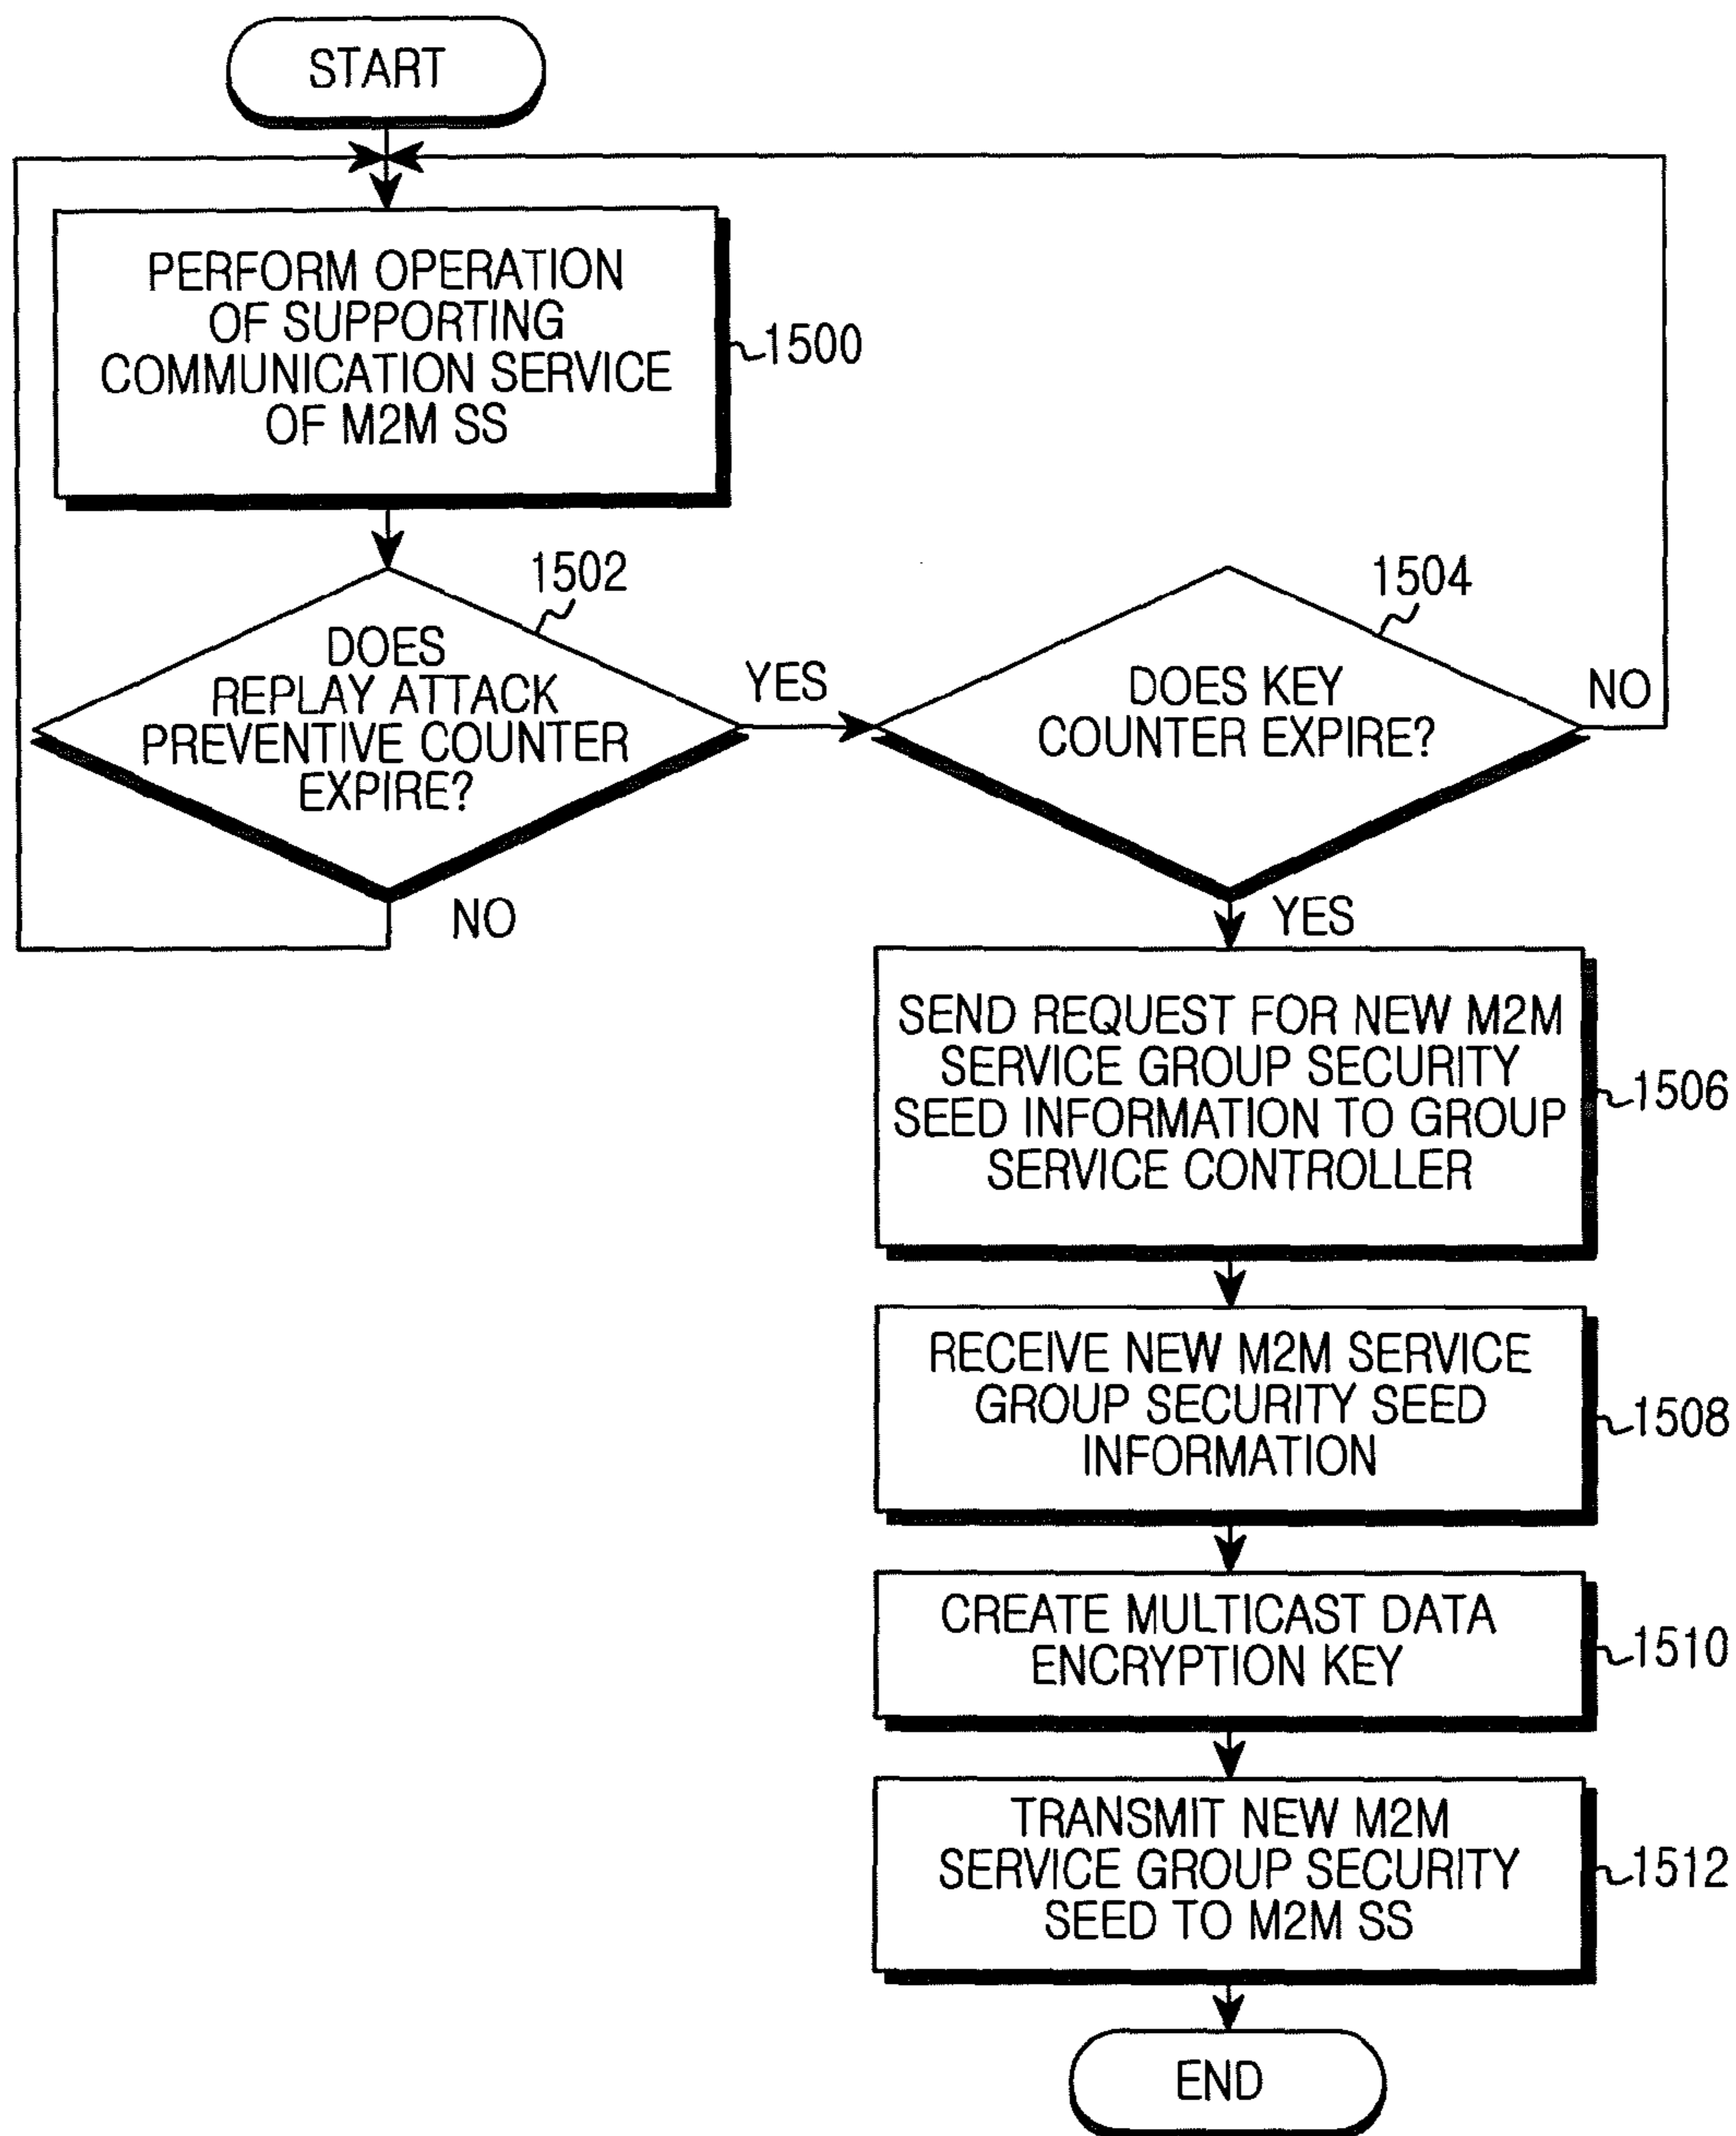 START
PERFORM OPERATION
OF SUPPORTING
COMMUNICATION SERVICE
OF M2M SS
1500
1502
DOES
REPLAY ATTACK
PREVENTIVE COUNTER
EXPIRE?
YES
NO
1504
DOES KEY
COUNTER EXPIRE?
NO
YES
SEND REQUEST FOR NEW M2M
SERVICE GROUP SECURITY
SEED INFORMATION TO GROUP
SERVICE CONTROLLER
1506
RECEIVE NEW M2M SERVICE
GROUP SECURITY SEED
INFORMATION
1508
CREATE MULTICAST DATA
ENCRYPTION KEY
1510
TRANSMIT NEW M2M
SERVICE GROUP SECURITY
SEED TO M2M SS
1512
END